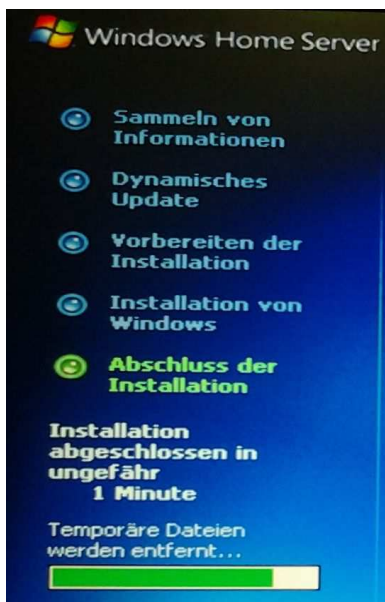 Windows Home Server
Sammeln von
Informationen
Dynamisches
Update
Vorbereiten der
Installation
Installation von
Windows
Abschluss der
Installation
Installation
abgeschlossen in
ungefähr
1 Minute
Temporäre Dateien
werden entfernt...